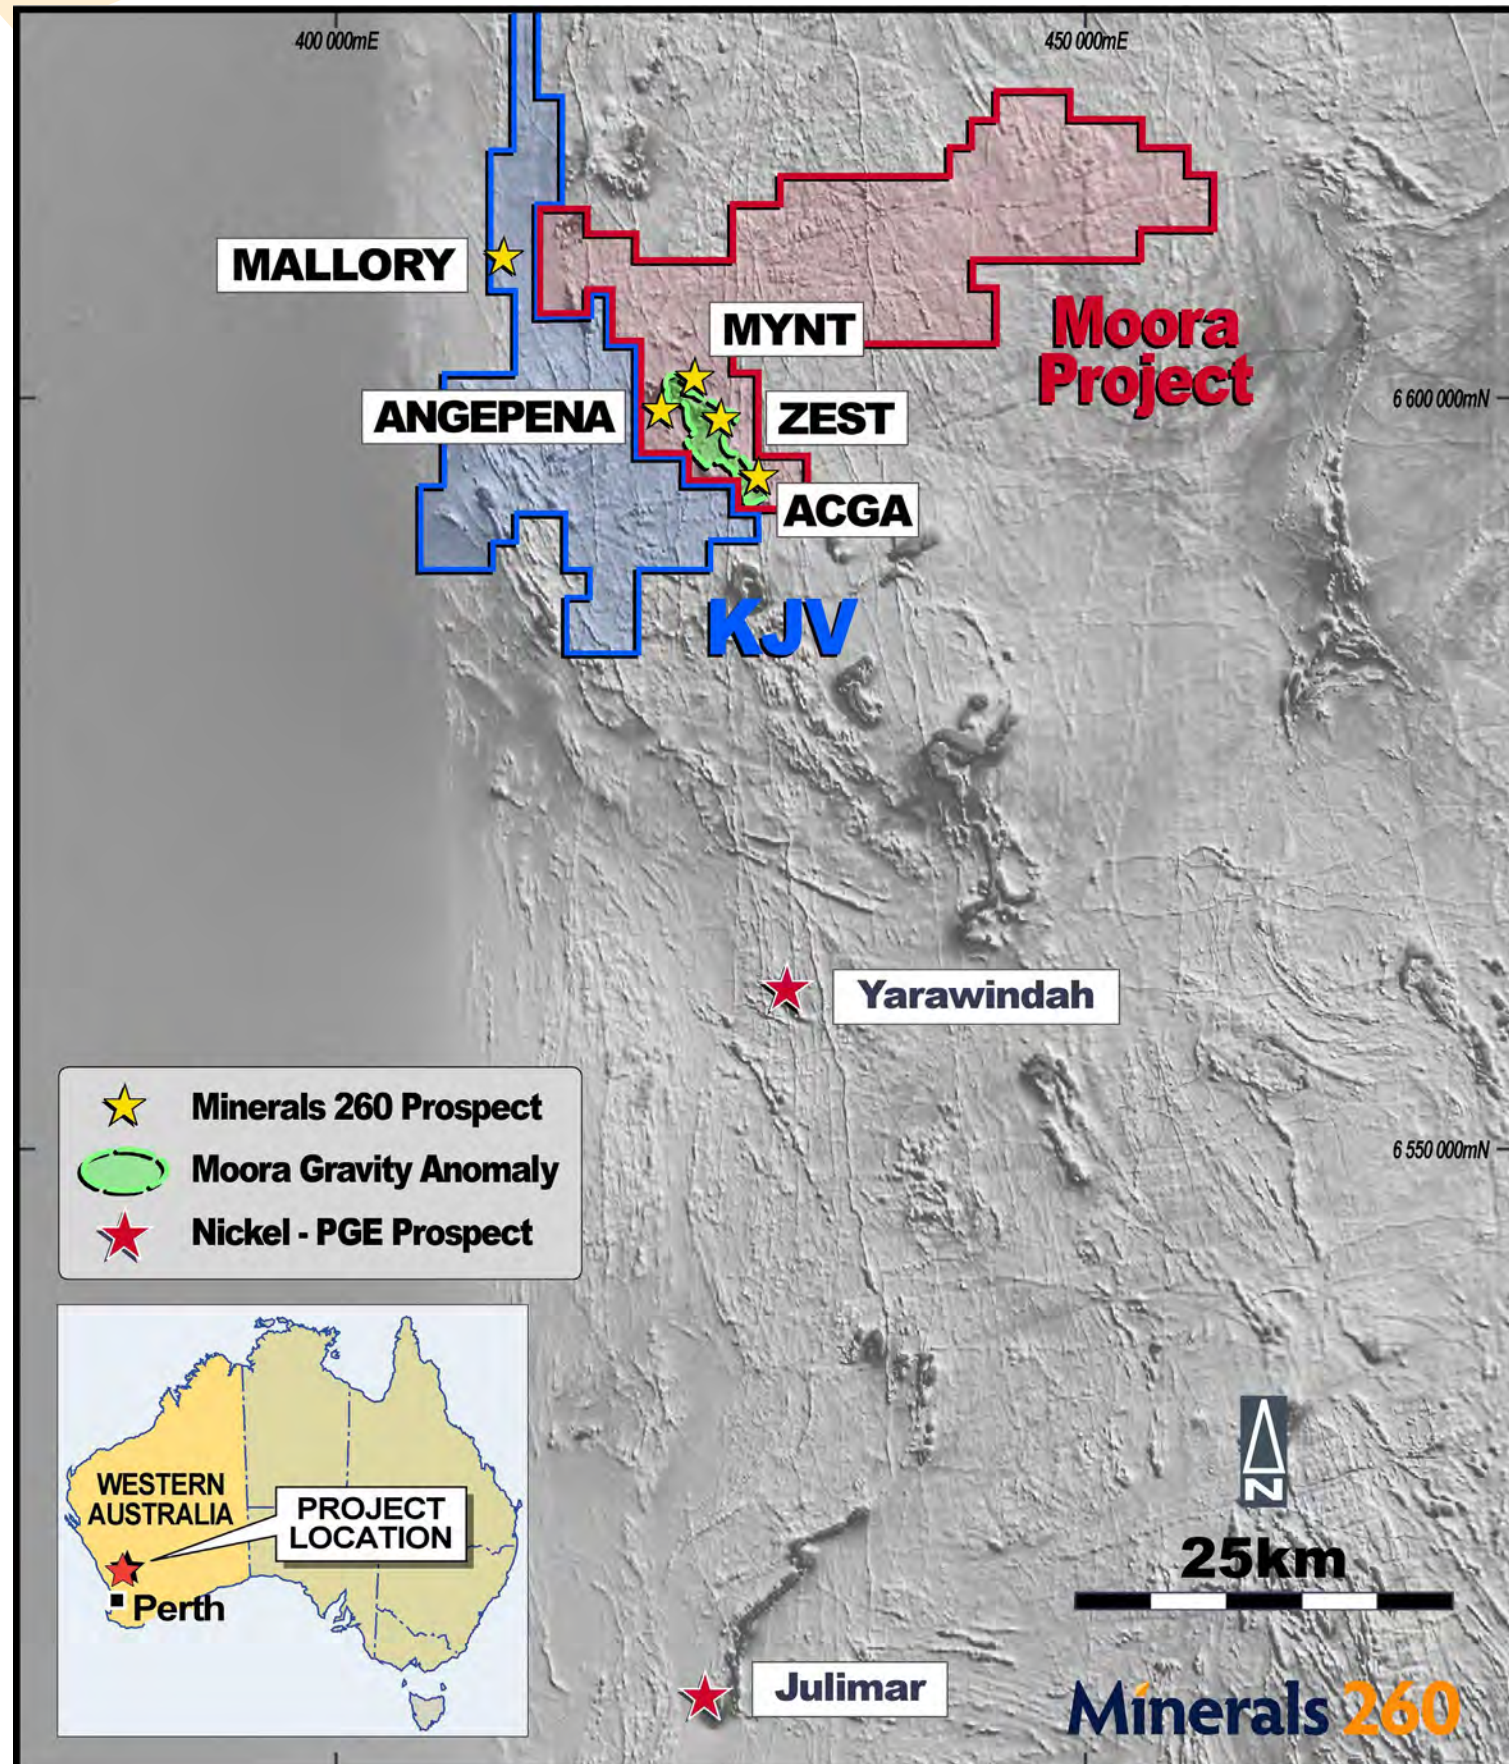 400 000mE
450 000mE
MALLORY
MYNT
Moora
Project
ANGEPENA
ZEST
6 600 000mN
ACGA
KJV
Yarawindah
Minerals 260 Prospect
Moora Gravity Anomaly
Nickel - PGE Prospect
6 550 000mN
WESTERN
AUSTRALIA
PROJECT
LOCATION
Perth
N
25km
Julimar
Minerals 260